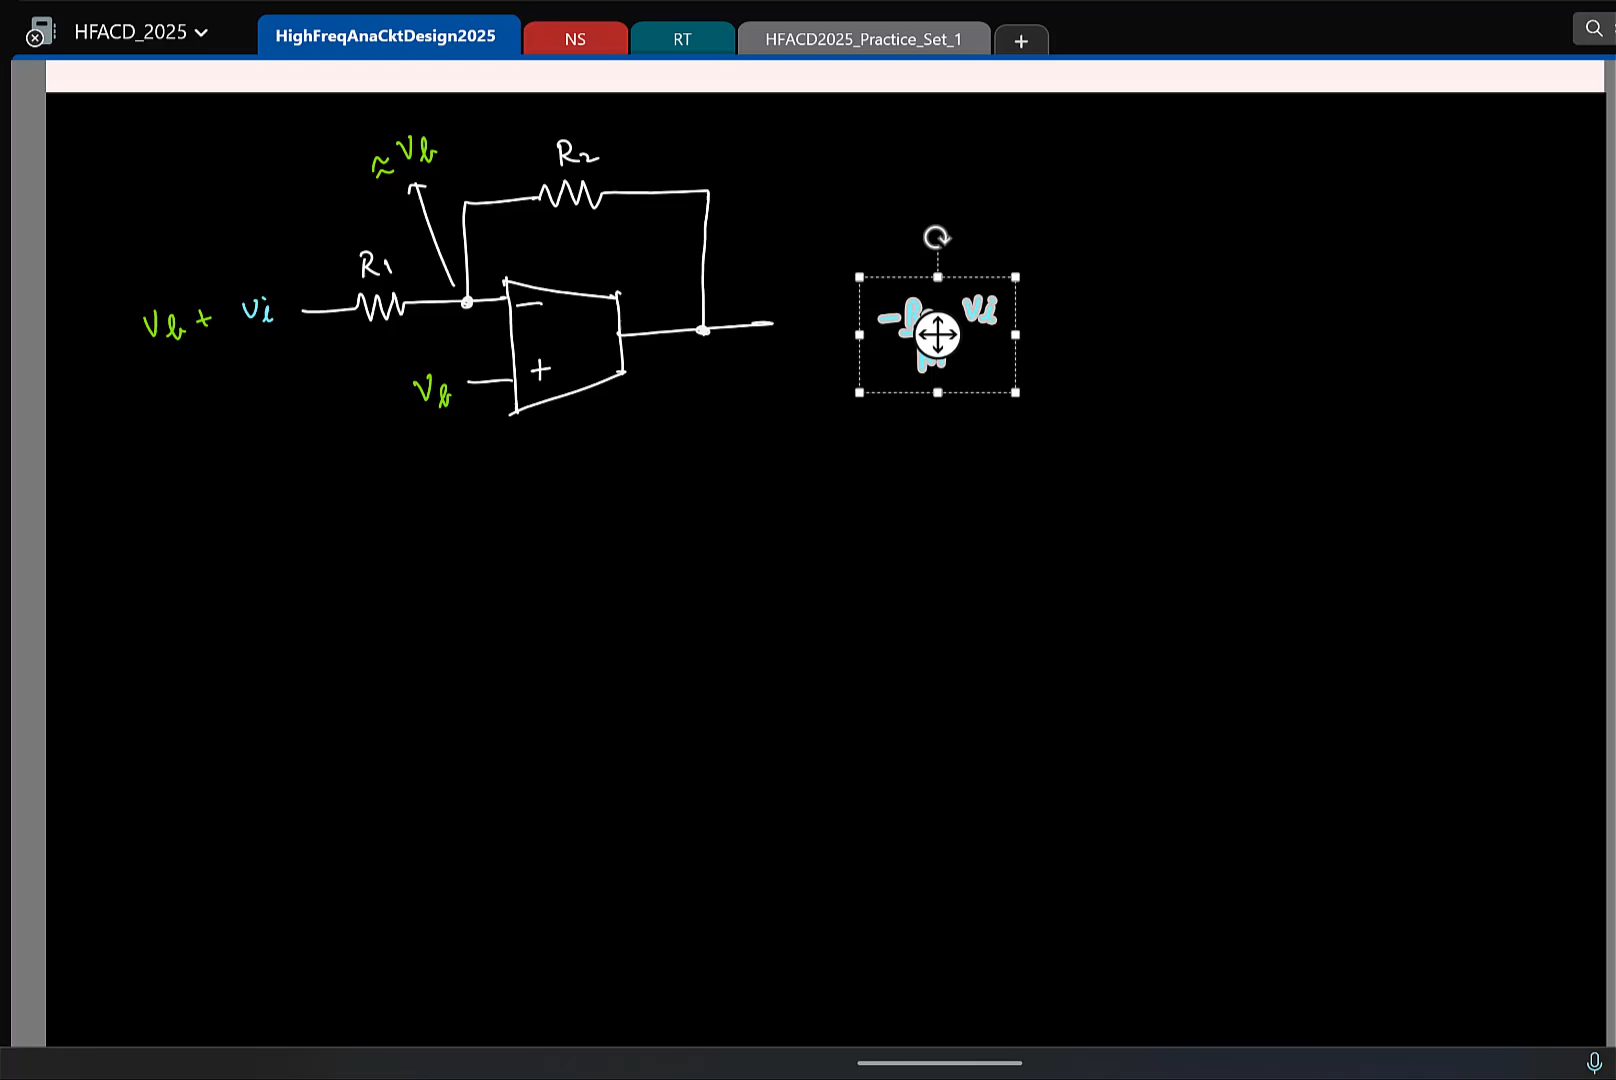 HFACD_2025
HighFreqAnaCktDesign2025
NS
RT
HFACD2025_Practice_Set_1
+
≈ Vb
R2
R1
Vb + vi
−
+
Vb
− vi